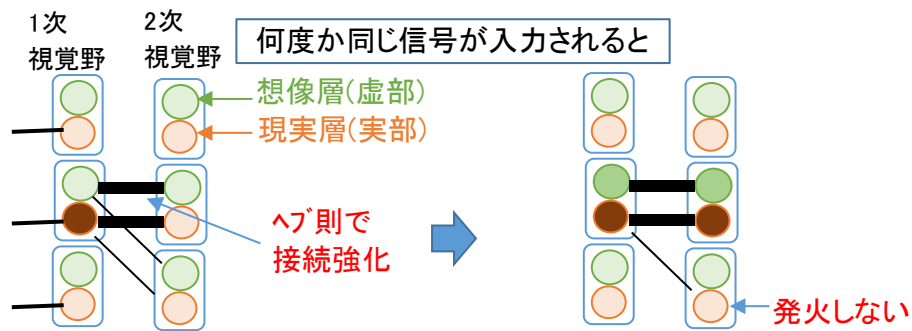 1次
視覚野
2次
視覚野
何度か同じ信号が入力されると
想像層(虚部)
現実層(実部)
ヘブ則で
接続強化
発火しない